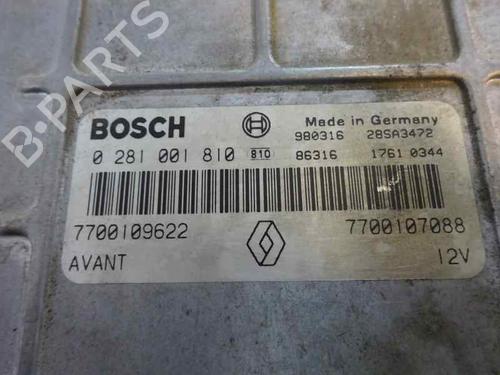 B-PARTS
BOSCH
Made in Germany
980316 28SA3472
0 281 001 810 810 86316 1761 0344
7700109622 7700107088
AVANT 12V